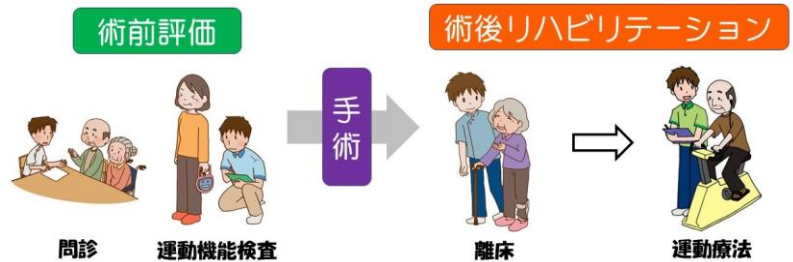 術前評価
術後リハビリテーション
手術
問診
運動機能検査
離床
運動療法